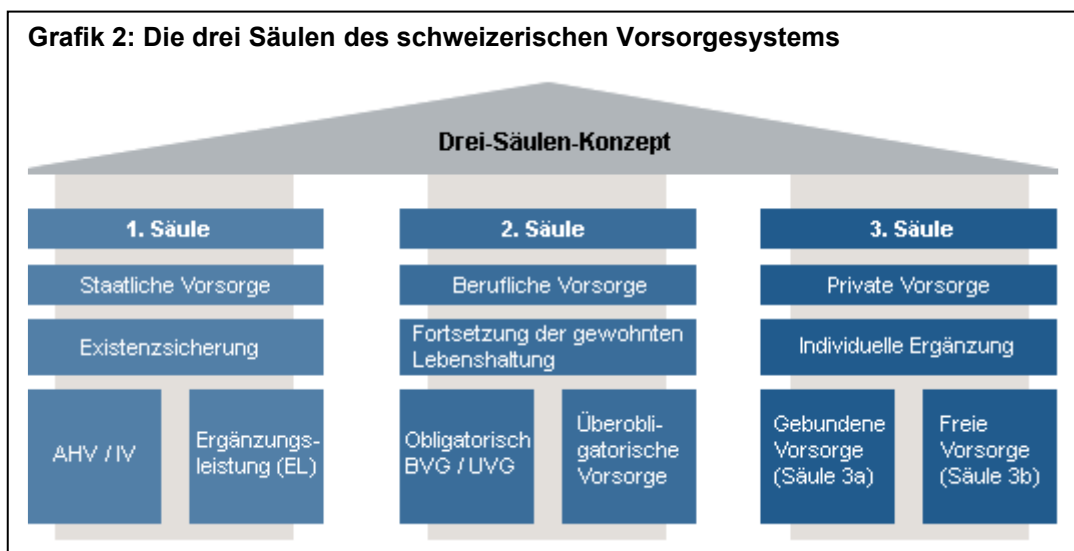 Grafik 2: Die drei Säulen des schweizerischen Vorsorgesystems
Drei-Säulen-Konzept
1. Säule
Staatliche Vorsorge
Existenzsicherung
AHV / IV
Ergänzungs-
leistung (EL)
2. Säule
Berufliche Vorsorge
Fortsetzung der gewohnten
Lebenshaltung
Obligatorisch
BVG / UVG
Überobli-
gatorische
Vorsorge
3. Säule
Private Vorsorge
Individuelle Ergänzung
Gebundene
Vorsorge
(Säule 3a)
Freie
Vorsorge
(Säule 3b)